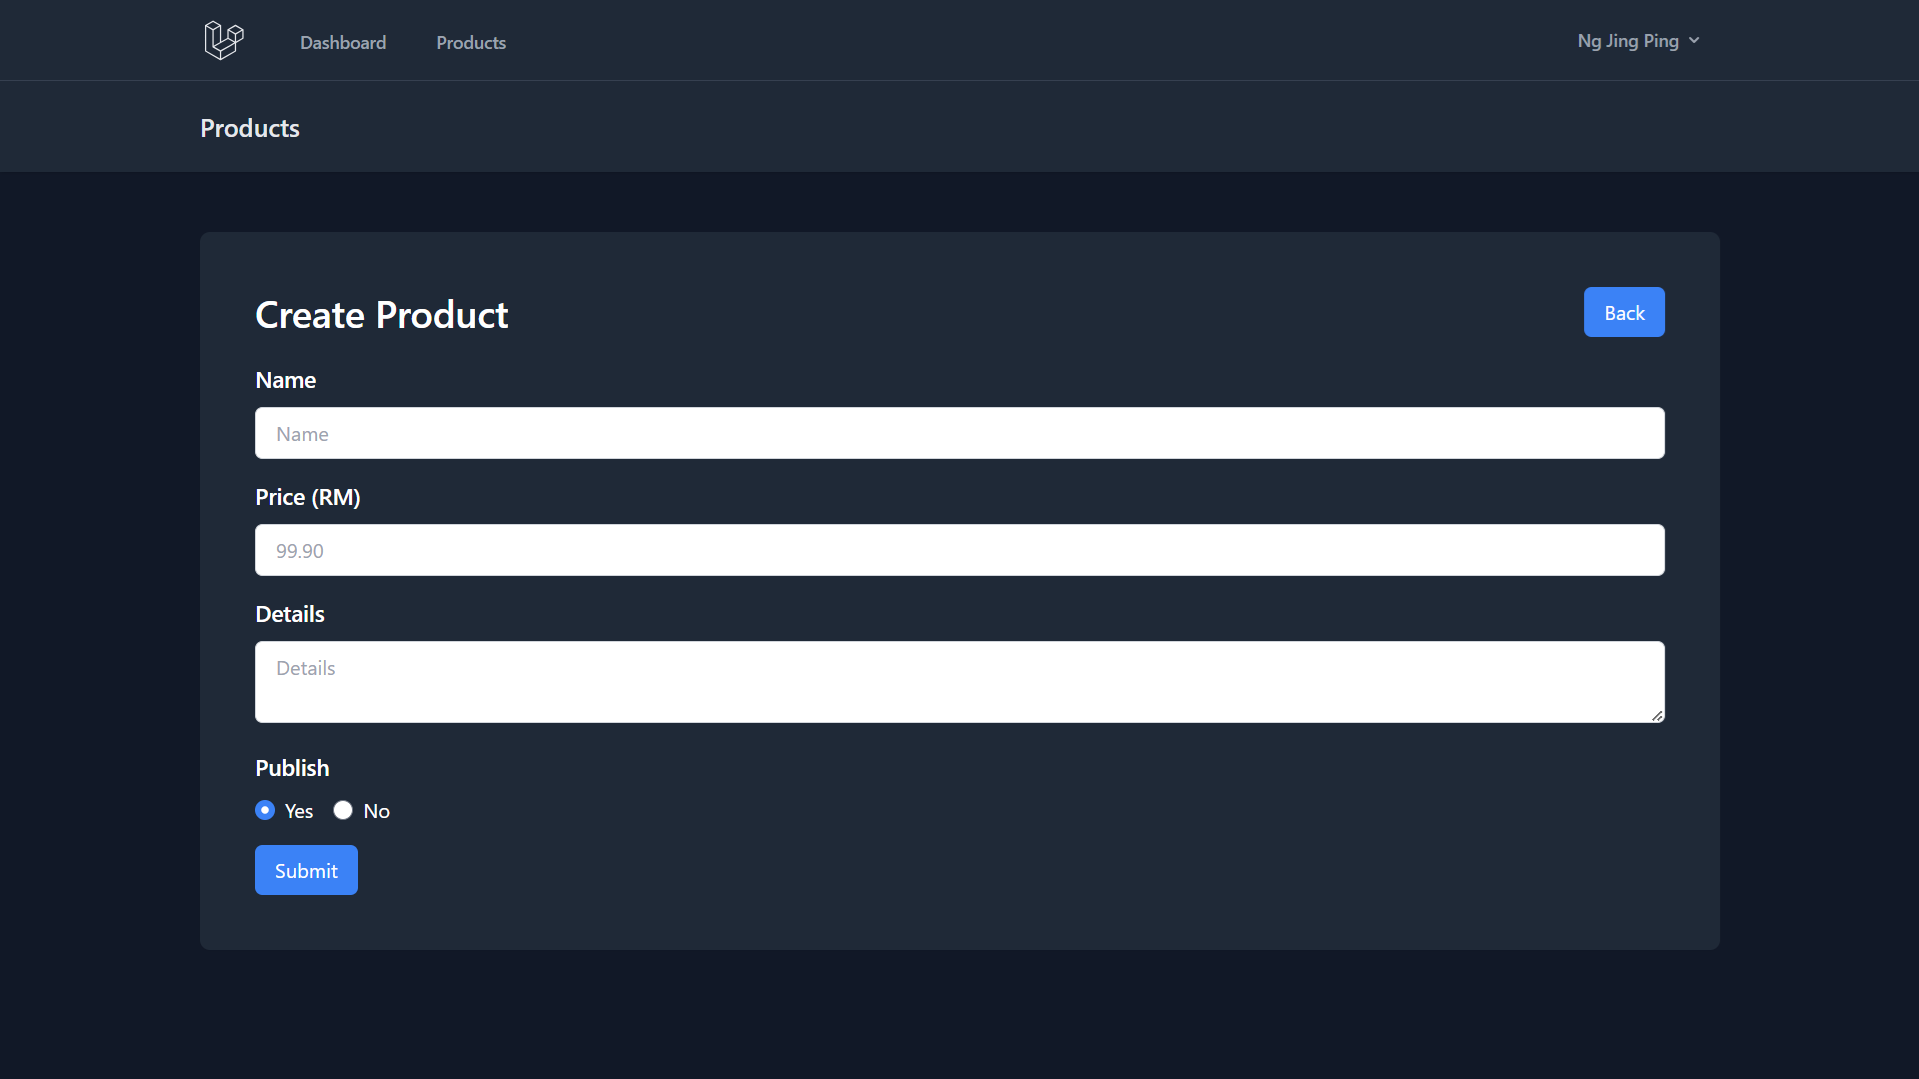 Dashboard Products Ng Jing Ping
Products
Create Product Back
Name
Name
Price (RM)
99.90
Details
Details
Publish
Yes No
Submit